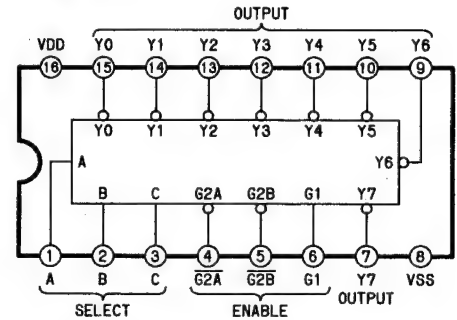 OUTPUT
VDD Y0 Y1 Y2 Y3 Y4 Y5 Y6
16 15 14 13 12 11 10 9
Y0 Y1 Y2 Y3 Y4 Y5
A Y6
B C G2A G2B G1 Y7
1 2 3 4 5 6 7 8
A B C G2A G2B G1 Y7 VSS
SELECT ENABLE OUTPUT